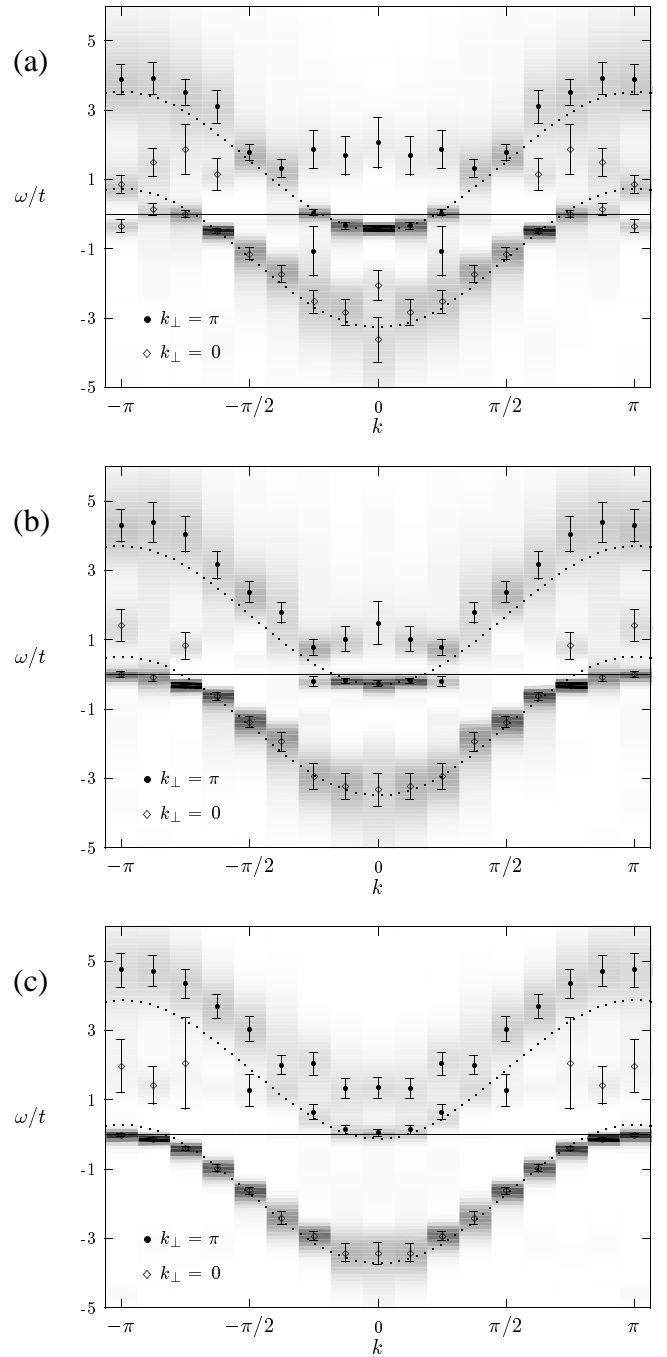 (a)
5
3
1
-1
-3
-5
ω/t
k⊥ = π
k⊥ = 0
−π
−π/2
0
π/2
π
k
(b)
5
3
1
-1
-3
-5
ω/t
k⊥ = π
k⊥ = 0
−π
−π/2
0
π/2
π
k
(c)
5
3
1
-1
-3
-5
ω/t
k⊥ = π
k⊥ = 0
−π
−π/2
0
π/2
π
k